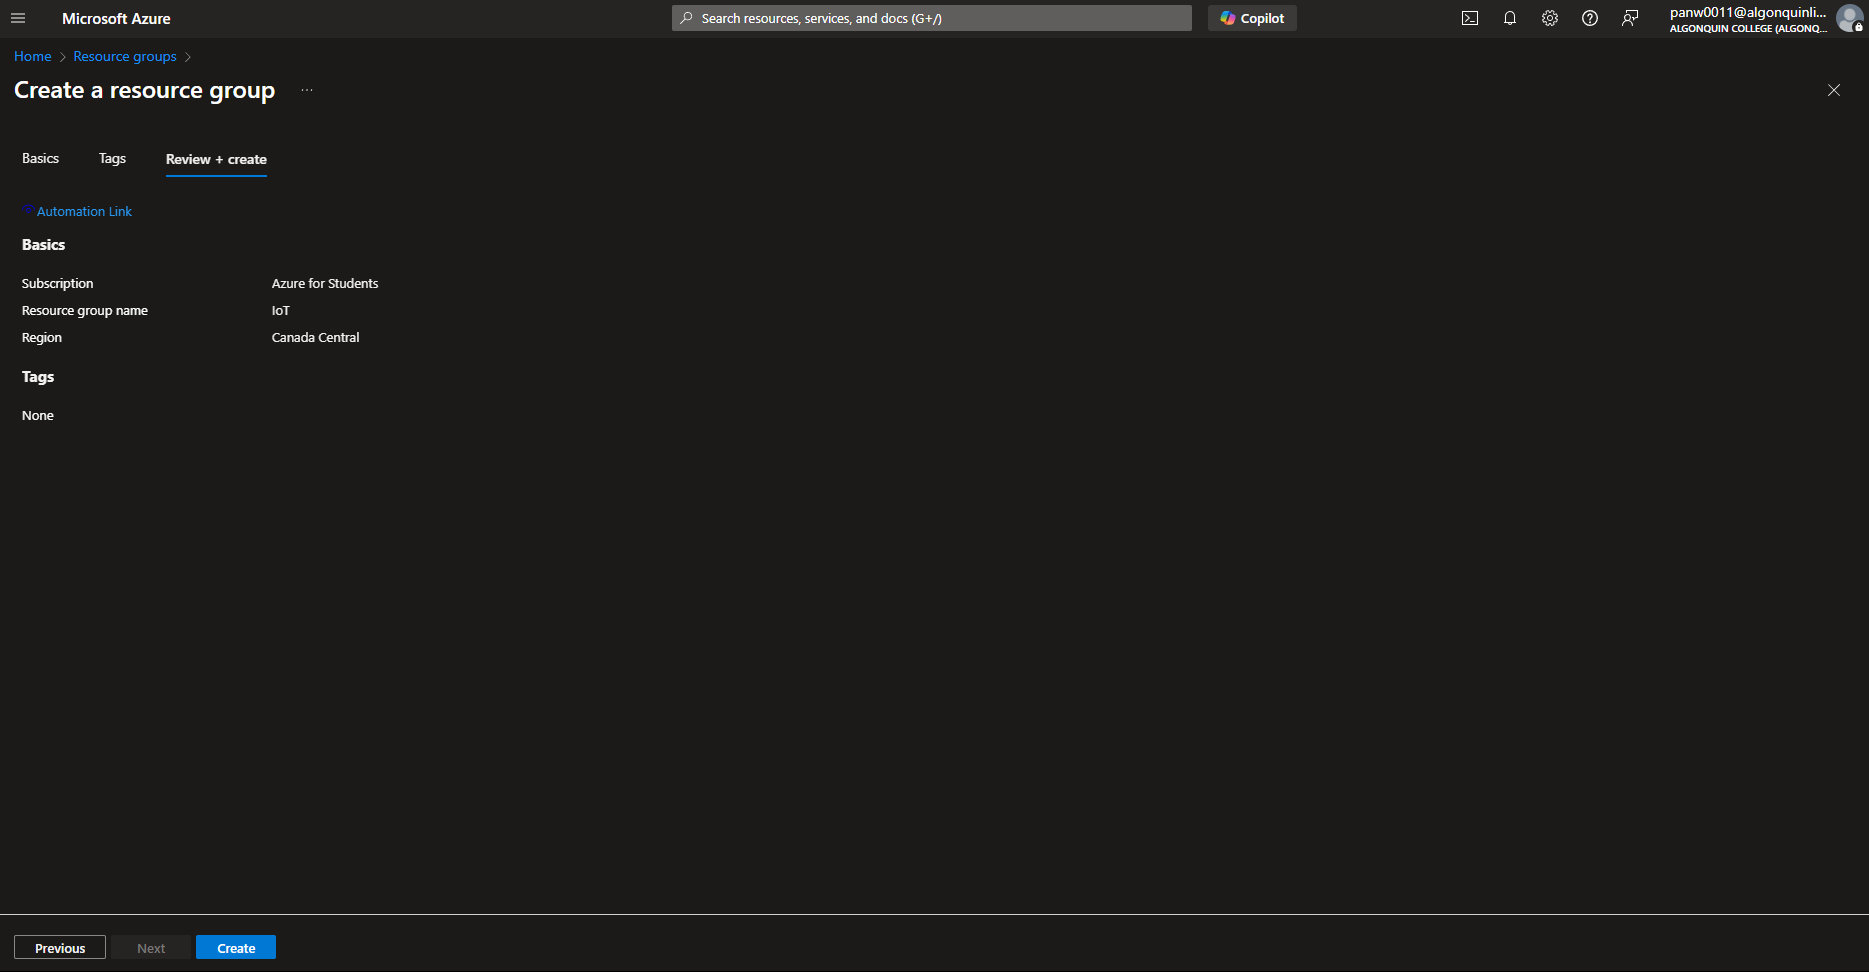 Microsoft Azure
Search resources, services, and docs (G+/)
Copilot
panw0011@algonquinli...
ALGONQUIN COLLEGE (ALGONQ...
Home > Resource groups >
Create a resource group ...
Basics Tags Review + create
Automation Link
Basics
Subscription Azure for Students
Resource group name IoT
Region Canada Central
Tags
None
Previous Next Create